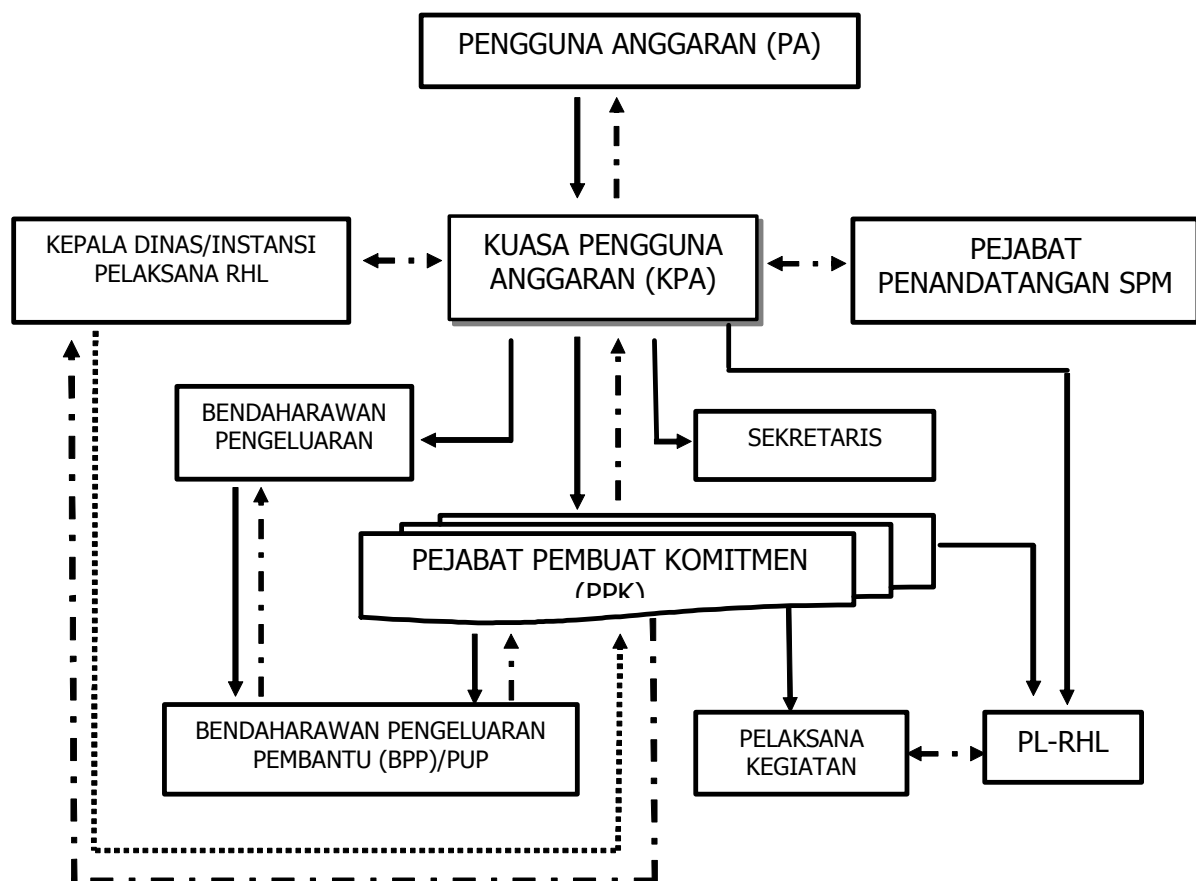 PENGGUNA ANGGARAN (PA)
KEPALA DINAS/INSTANSI
PELAKSANA RHL
KUASA PENGGUNA
ANGGARAN (KPA)
PEJABAT
PENANDATANGAN SPM
BENDAHARAWAN
PENGELUARAN
SEKRETARIS
PEJABAT PEMBUAT KOMITMEN
(PPK)
BENDAHARAWAN PENGELUARAN
PEMBANTU (BPP)/PUP
PELAKSANA
KEGIATAN
PL-RHL